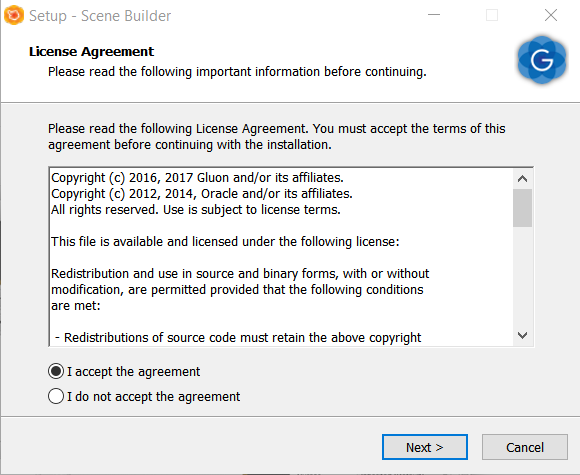 Setup - Scene Builder
License Agreement
Please read the following important information before continuing.
G
Please read the following License Agreement. You must accept the terms of this
agreement before continuing with the installation.
Copyright (c) 2016, 2017 Gluon and/or its affiliates.
Copyright (c) 2012, 2014, Oracle and/or its affiliates.
All rights reserved. Use is subject to license terms.
This file is available and licensed under the following license:
Redistribution and use in source and binary forms, with or without
modification, are permitted provided that the following conditions
are met:
- Redistributions of source code must retain the above copyright
I accept the agreement
I do not accept the agreement
Next >
Cancel